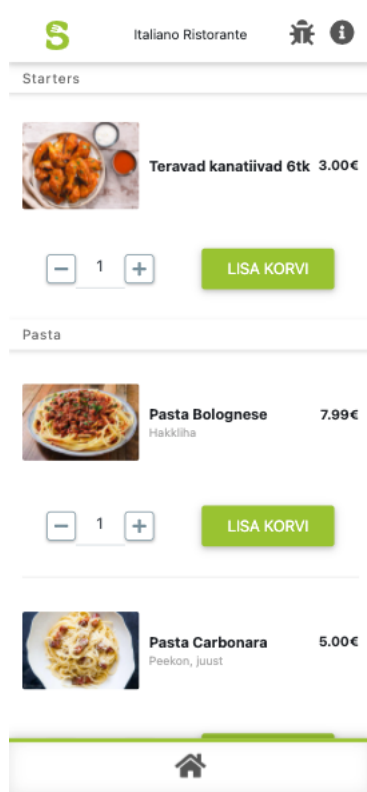 Italiano Ristorante
Starters
Teravad kanatiivad 6tk 3.00€
1
LISA KORVI
Pasta
Pasta Bolognese 7.99€
Hakkliha
1
LISA KORVI
Pasta Carbonara 5.00€
Peekon, juust